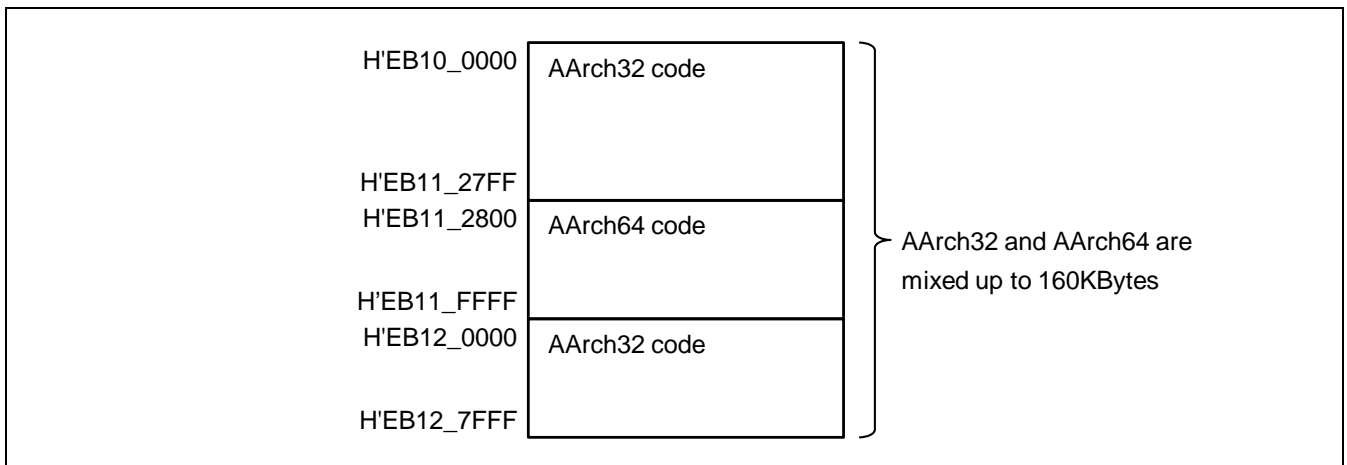 H'EB10_0000
AArch32 code
H'EB11_27FF
H'EB11_2800
AArch64 code
AArch32 and AArch64 are
mixed up to 160KBytes
H’EB11_FFFF
H'EB12_0000
AArch32 code
H'EB12_7FFF